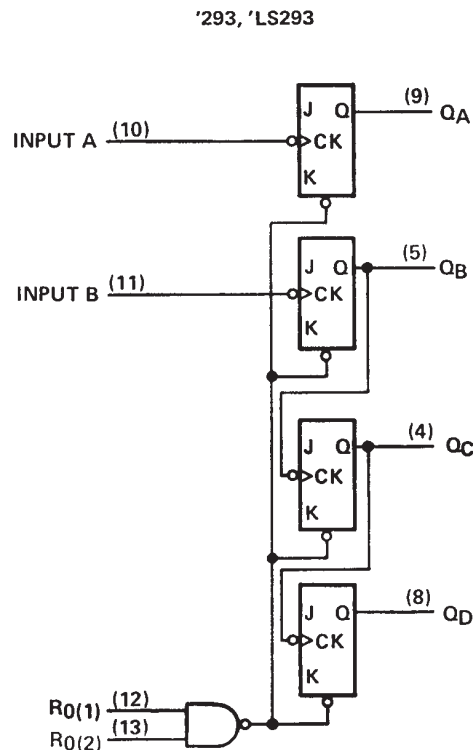 '293, 'LS293
J Q (9) QA
INPUT A (10) CK
K
J Q (5) QB
INPUT B (11) CK
K
J Q (4) QC
CK
K
J Q (8) QD
CK
K
R0(1) (12)
R0(2) (13)